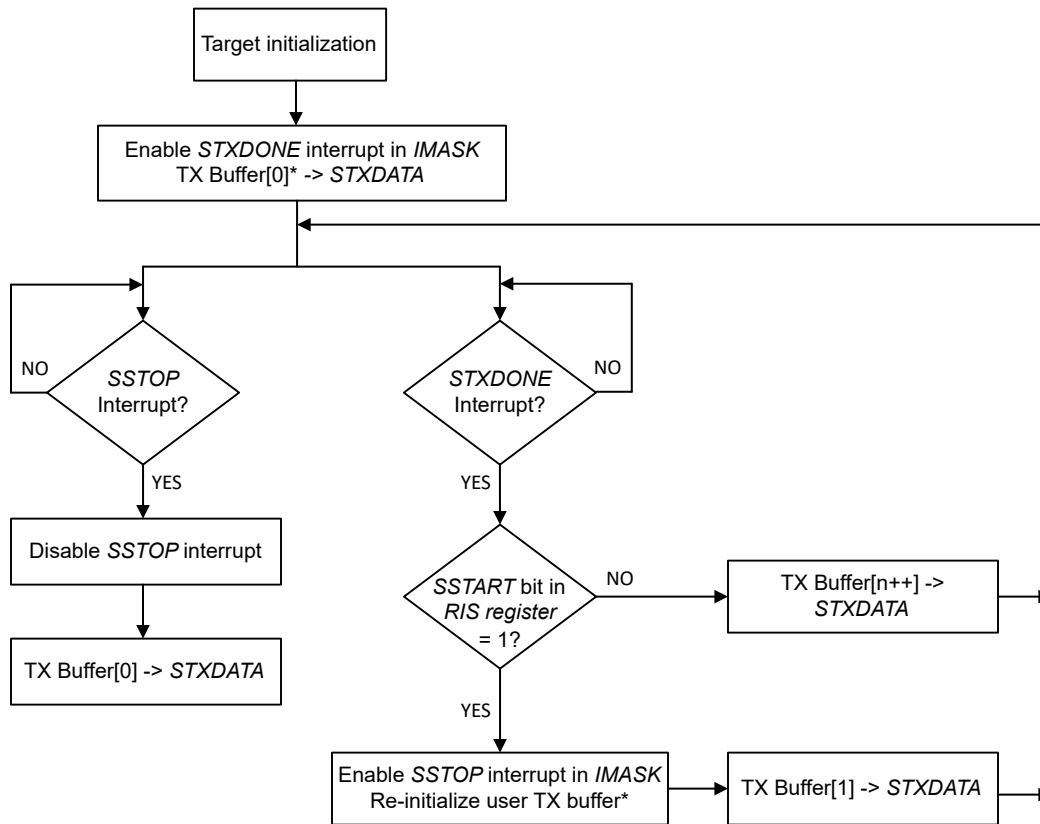 Target initialization
Enable STXDONE interrupt in IMASK
TX Buffer[0]* -> STXDATA
NO
SSTOP
Interrupt?
YES
Disable SSTOP interrupt
TX Buffer[0] -> STXDATA
STXDONE
Interrupt?
NO
YES
SSTART bit in
RIS register
= 1?
NO
TX Buffer[n++] ->
STXDATA
YES
Enable SSTOP interrupt in IMASK
Re-initialize user TX buffer*
TX Buffer[1] -> STXDATA